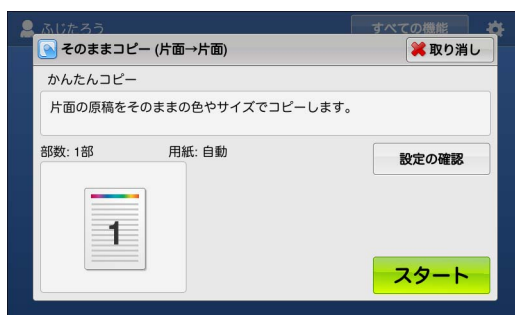 ふじたろう
すべての機能
そのままコピー (片面→片面)
取り消し
かんたんコピー
片面の原稿をそのままの色やサイズでコピーします。
部数: 1部
用紙: 自動
設定の確認
1
スタート